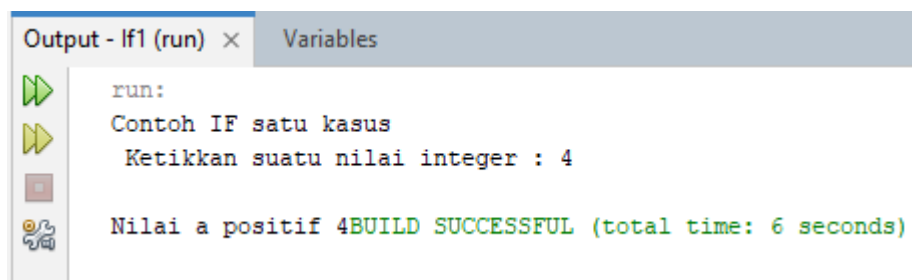 Output - If1 (run) × Variables
run:
Contoh IF satu kasus
Ketikkan suatu nilai integer : 4
Nilai a positif 4BUILD SUCCESSFUL (total time: 6 seconds)